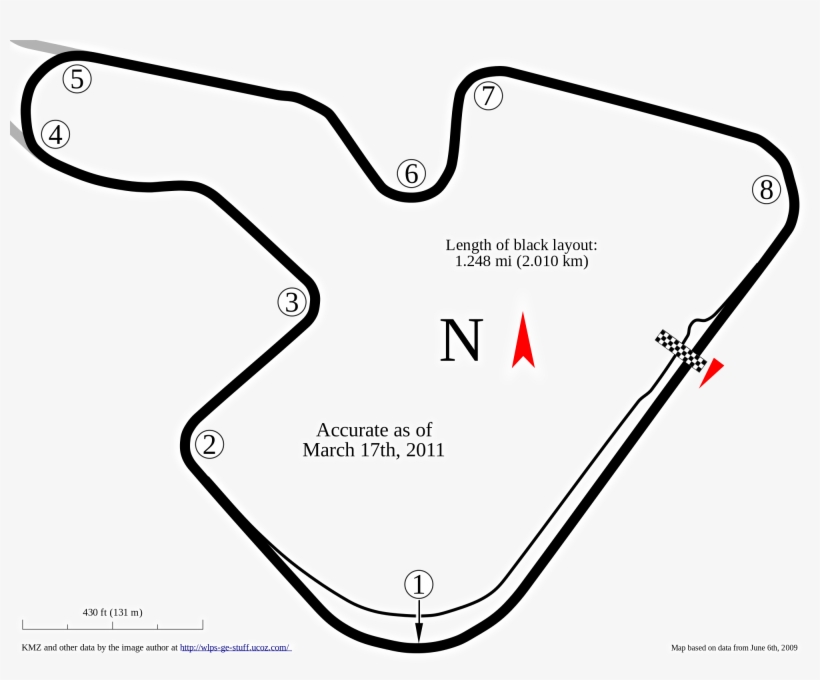 5
7
4
6
8
Length of black layout:
1.248 mi (2.010 km)
3
N
Accurate as of
March 17th, 2011
2
1
430 ft (131 m)
KMZ and other data by the image author at http://wlps-ge-stuff.ucoz.com/
Map based on data from June 6th, 2009